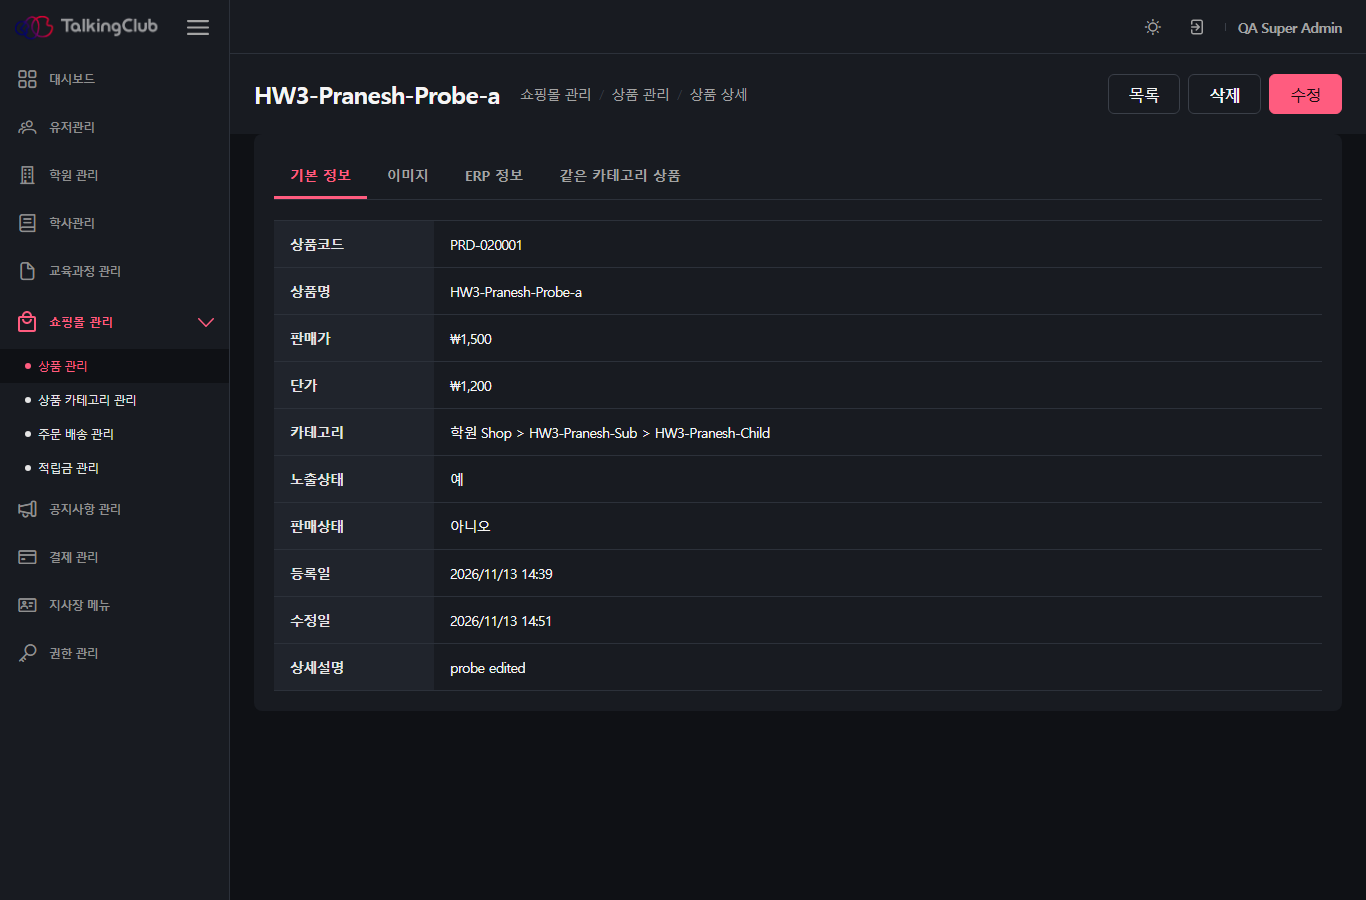 TalkingClub
QA Super Admin
대시보드
유저관리
학원 관리
학사관리
교육과정 관리
쇼핑몰 관리
상품 관리
상품 카테고리 관리
주문 배송 관리
적립금 관리
공지사항 관리
결제 관리
지사장 메뉴
권한 관리
HW3-Pranesh-Probe-a 쇼핑몰 관리 / 상품 관리 / 상품 상세
목록 삭제 수정
기본 정보 이미지 ERP 정보 같은 카테고리 상품
상품코드 PRD-020001
상품명 HW3-Pranesh-Probe-a
판매가 ₩1,500
단가 ₩1,200
카테고리 학원 Shop > HW3-Pranesh-Sub > HW3-Pranesh-Child
노출상태 예
판매상태 아니오
등록일 2026/11/13 14:39
수정일 2026/11/13 14:51
상세설명 probe edited